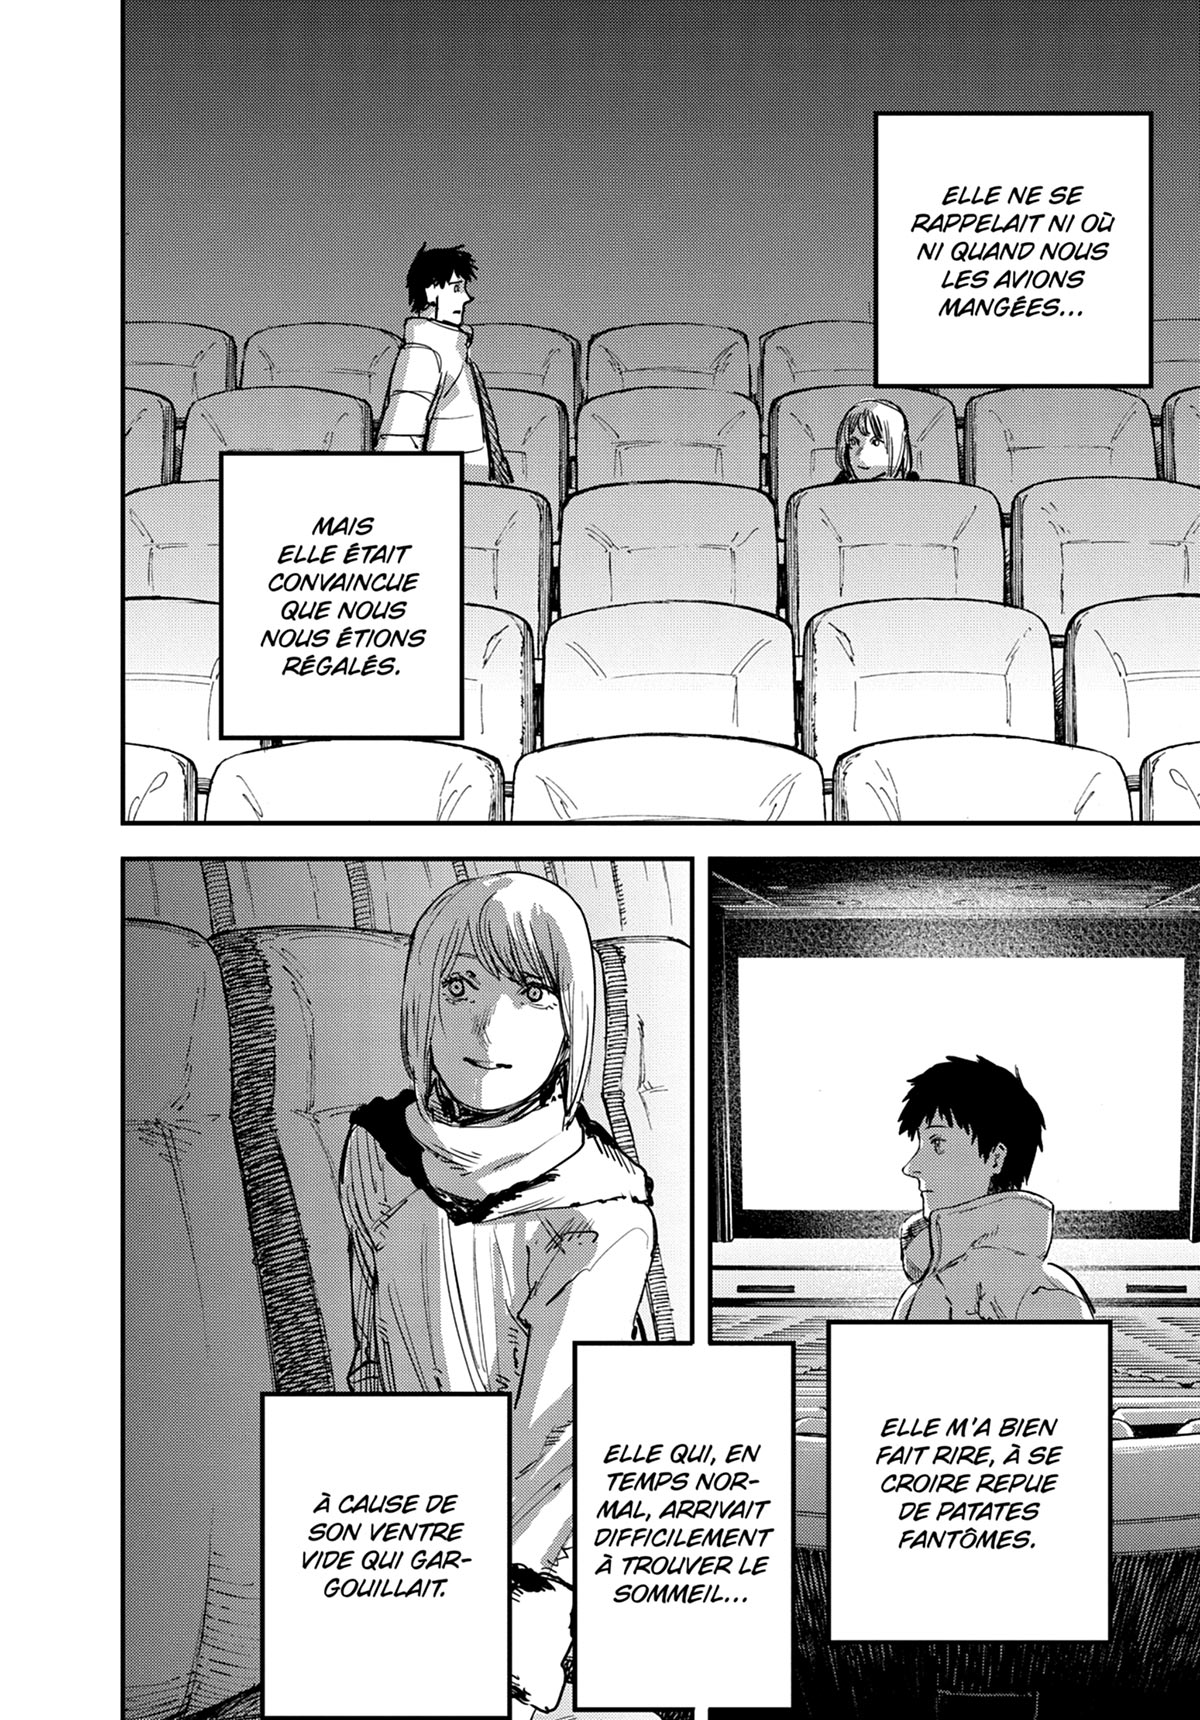 ELLE NE SE
RAPPELAIT NI OÙ
NI QUAND NOUS
LES AVIONS
MANGÉES...
MAIS
ELLE ÉTAIT
CONVAINCUE
QUE NOUS
NOUS ÉTIONS
RÉGALÉS.
ELLE M'A BIEN
FAIT RIRE, À SE
CROIRE REPUE
DE PATATES
FANTÔMES.
ELLE QUI, EN
TEMPS NOR-
MAL, ARRIVAIT
DIFFICILEMENT
À TROUVER LE
SOMMEIL...
À CAUSE DE
SON VENTRE
VIDE QUI GAR-
GOUILLAIT.